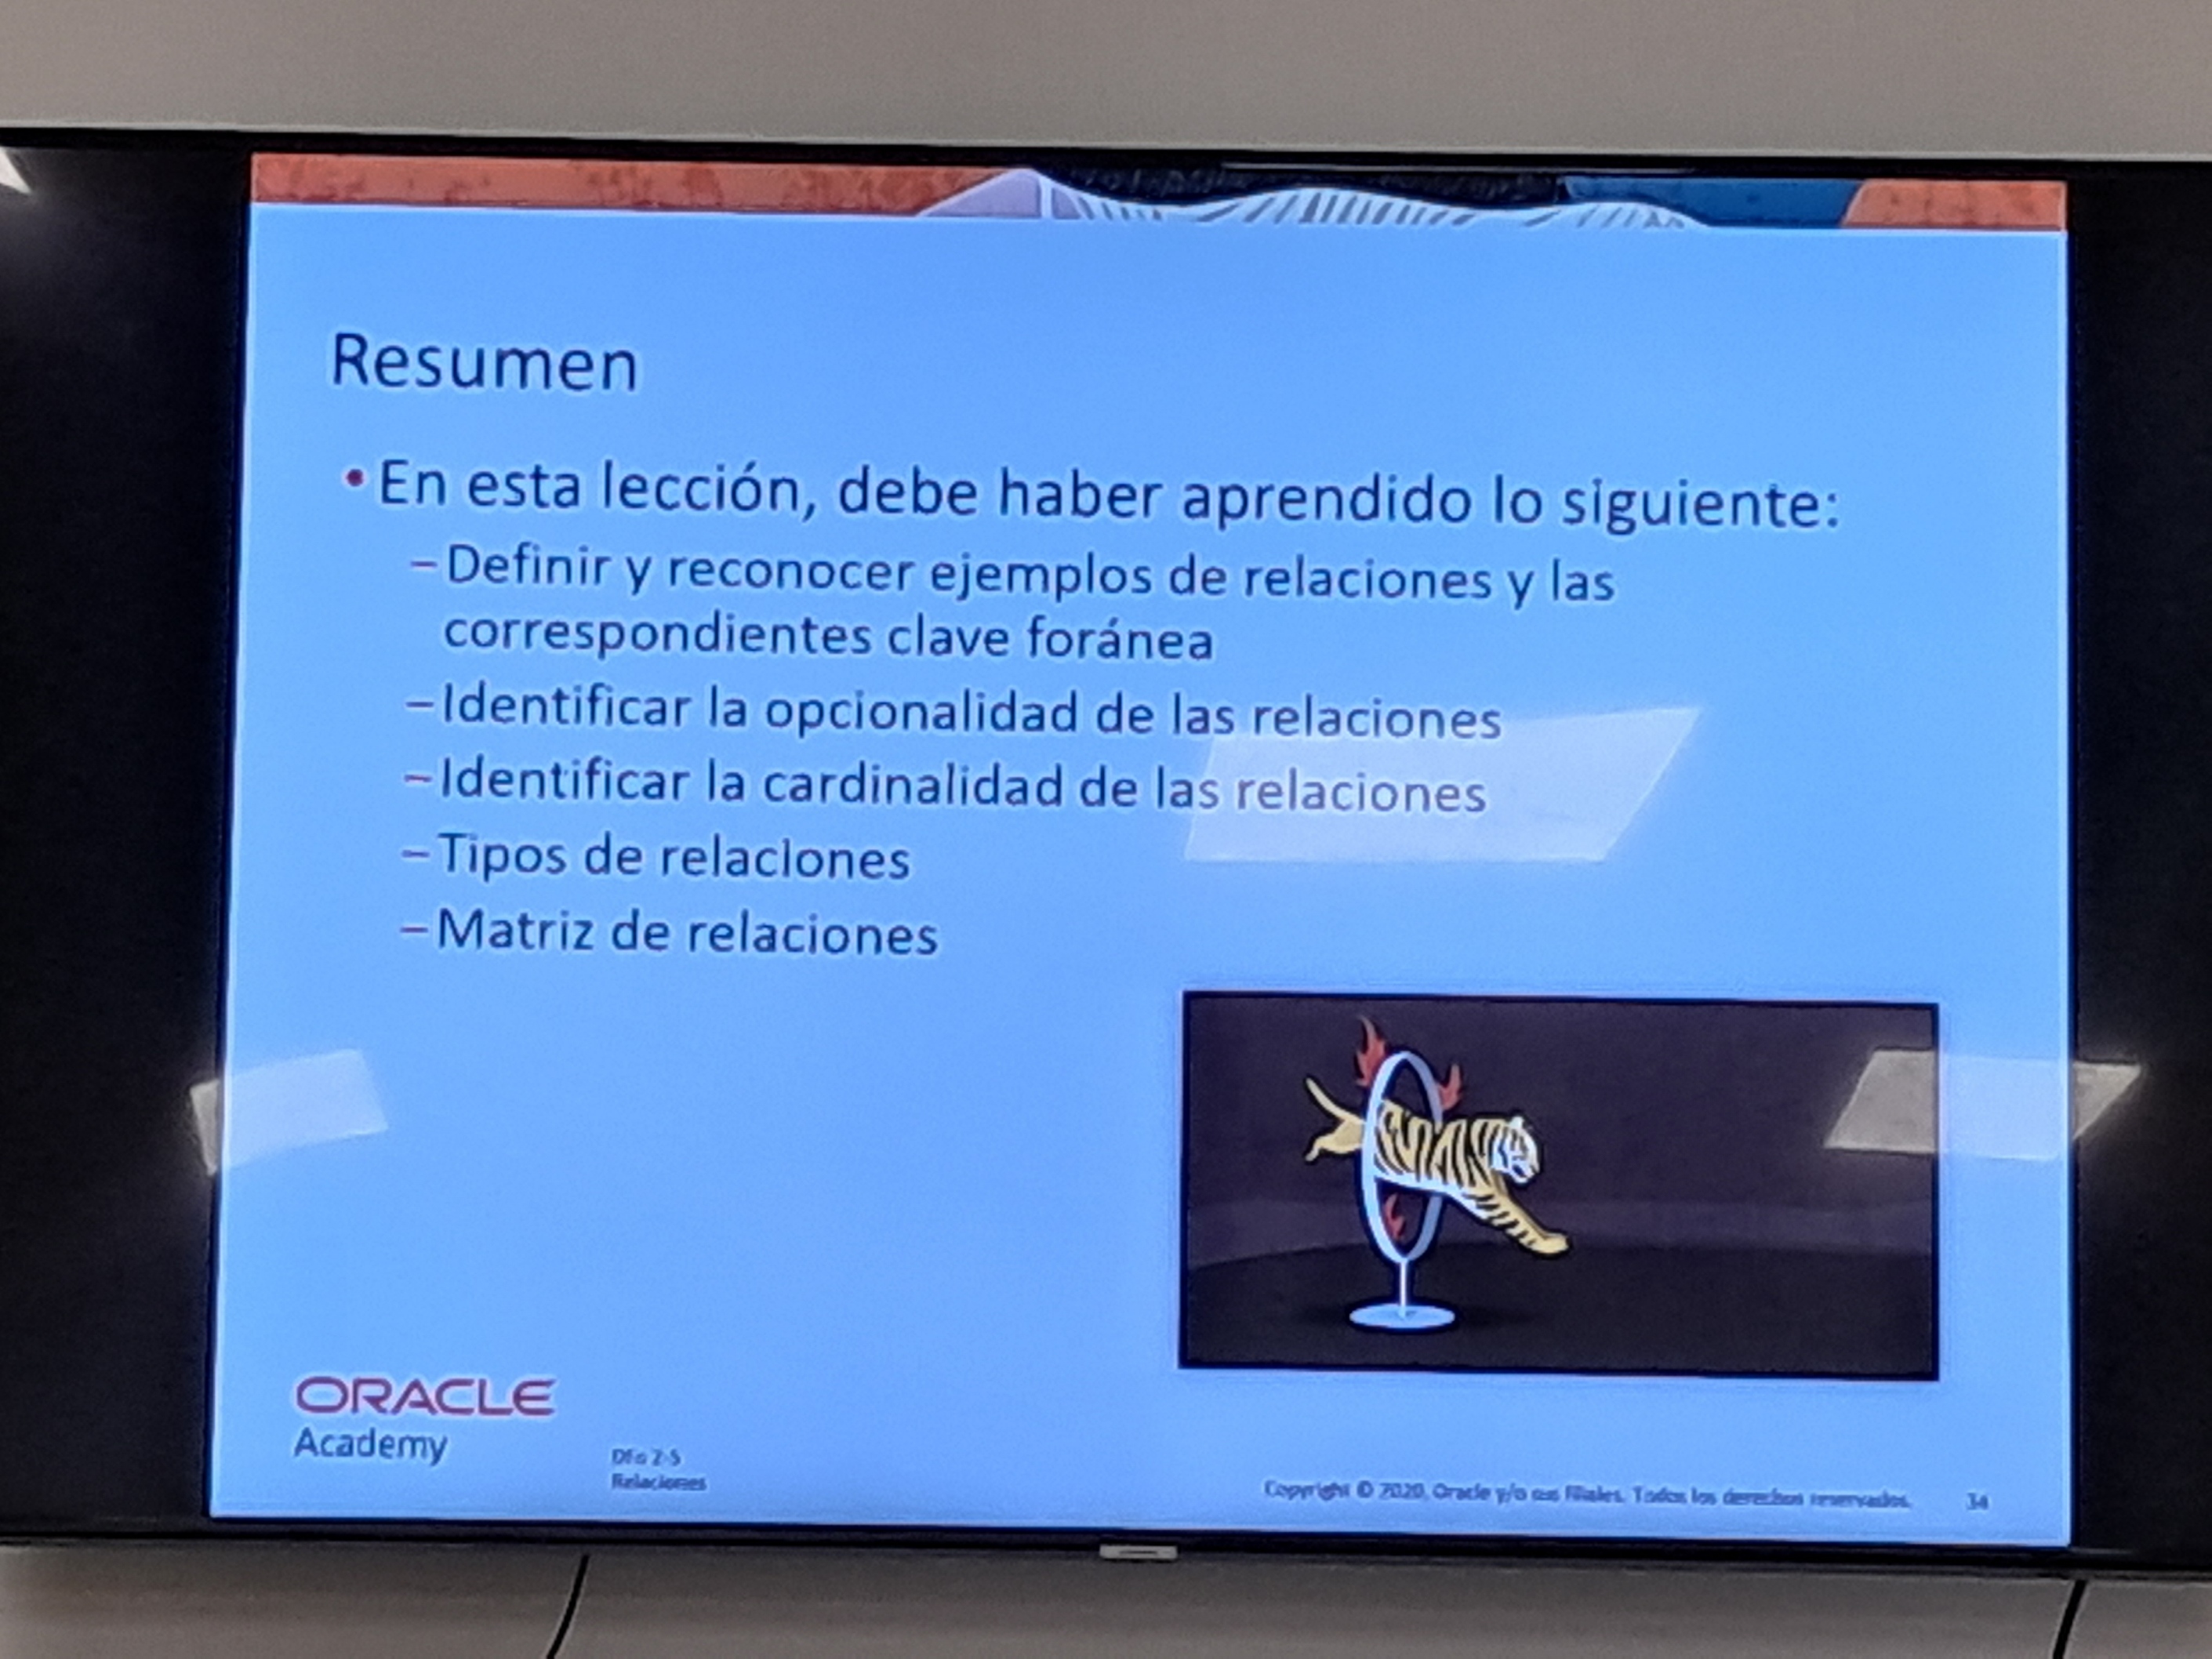 Resumen
• En esta lección, debe haber aprendido lo siguiente:
– Definir y reconocer ejemplos de relaciones y las
correspondientes clave foránea
– Identificar la opcionalidad de las relaciones
– Identificar la cardinalidad de las relaciones
– Tipos de relaciones
– Matriz de relaciones
ORACLE
Academy
2-5
Relaciones
Copyright © 2020, Oracle y/o sus filiales. Todos los derechos reservados.
34